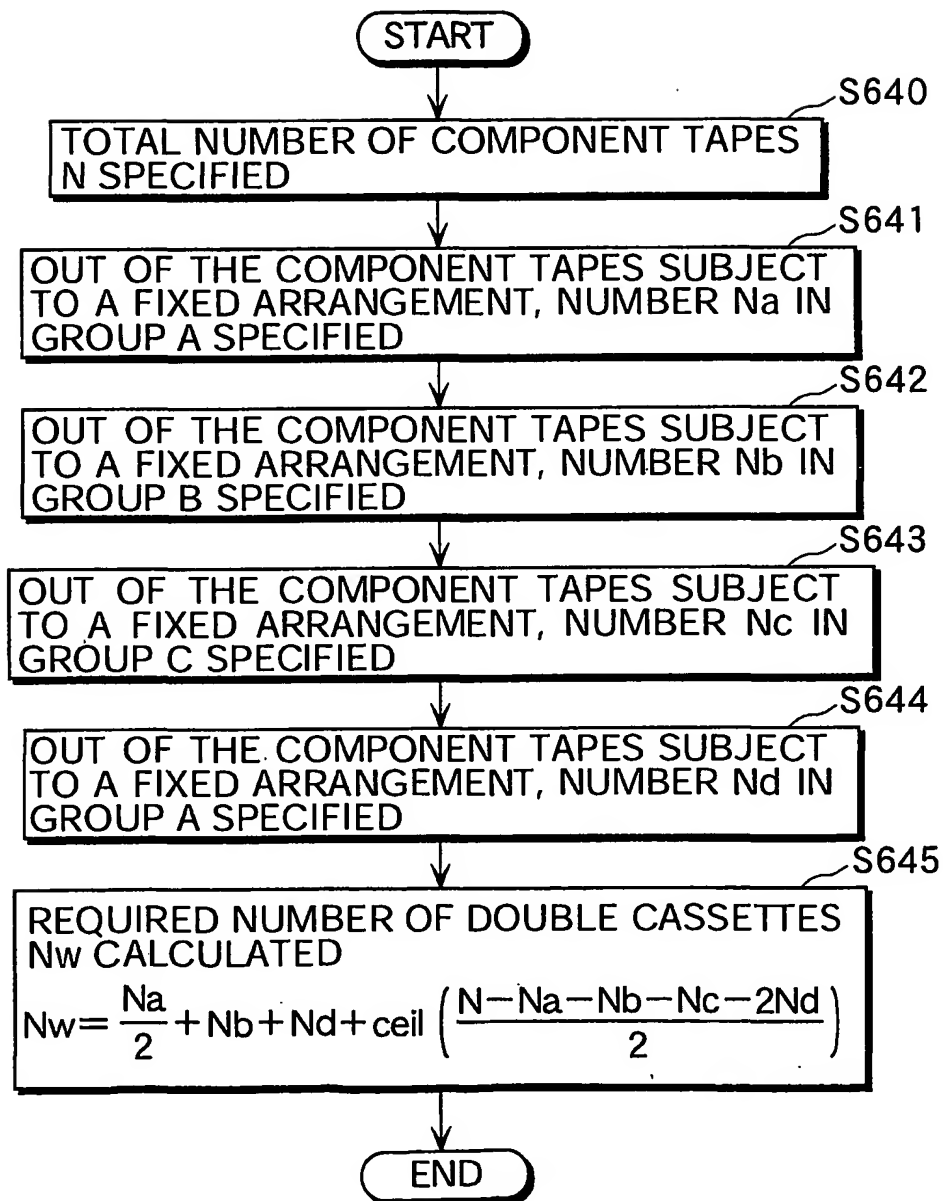 START
S640
TOTAL NUMBER OF COMPONENT TAPES
N SPECIFIED
S641
OUT OF THE COMPONENT TAPES SUBJECT
TO A FIXED ARRANGEMENT, NUMBER Na IN
GROUP A SPECIFIED
S642
OUT OF THE COMPONENT TAPES SUBJECT
TO A FIXED ARRANGEMENT, NUMBER Nb IN
GROUP B SPECIFIED
S643
OUT OF THE COMPONENT TAPES SUBJECT
TO A FIXED ARRANGEMENT, NUMBER Nc IN
GROUP C SPECIFIED
S644
OUT OF THE COMPONENT TAPES SUBJECT
TO A FIXED ARRANGEMENT, NUMBER Nd IN
GROUP A SPECIFIED
S645
REQUIRED NUMBER OF DOUBLE CASSETTES
Nw CALCULATED
Nw = Na/2 + Nb + Nd + ceil ( (N−Na−Nb−Nc−2Nd)/2 )
END